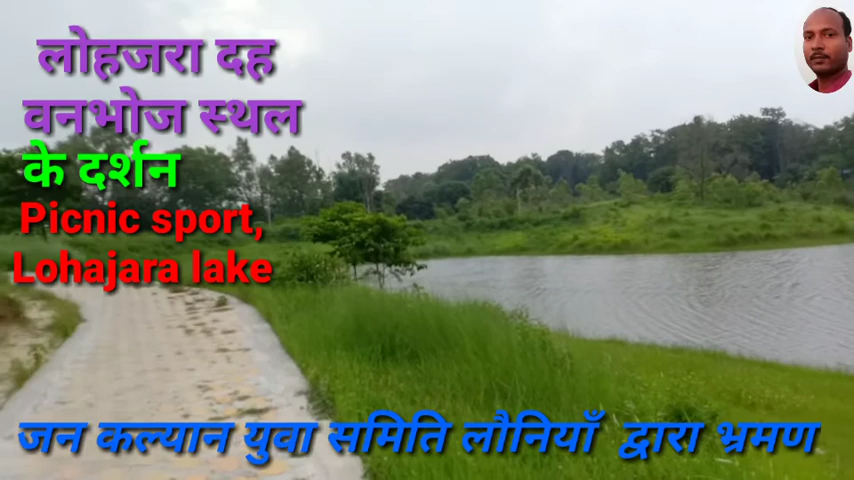 लोहजरा दह
वनभोज स्थल
के दर्शन
Picnic sport,
Lohajara lake
जन कल्यान युवा समिति लौनियाँ द्वारा भ्रमण